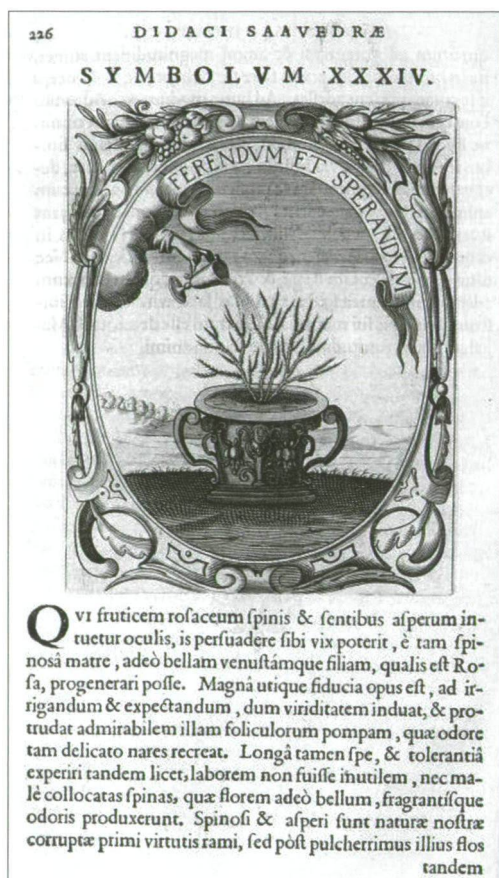 226 DIDACI SAAVEDRÆ
SYMBOLVM XXXIV.
FERENDVM ET SPERANDVM
QVI fruticem roſaceum ſpinis & ſentibus aſperum in-
tuetur oculis, is perſuadere ſibi vix poterit, è tam ſpi-
noſâ matre, adeò bellam venuſtámque filiam, qualis eſt Ro-
ſa, progenerari poſſe. Magnâ utique fiducia opus eſt, ad ir-
rigandum & expectandum, dum viriditatem induat, & pro-
trudat admirabilem illam foliculorum pompam, quæ odore
tam delicato nares recreat. Longâ tamen ſpe, & tolerantiâ
experiri tandem licet, laborem non fuiſſe inutilem, nec ma-
lè collocatas ſpinas, quæ florem adeò bellum, fragrantiſque
odoris produxerunt. Spinoſi & aſperi ſunt naturæ noſtræ
corruptæ primi virtutis rami, ſed pòſt pulcherrimus illius flos
tandem